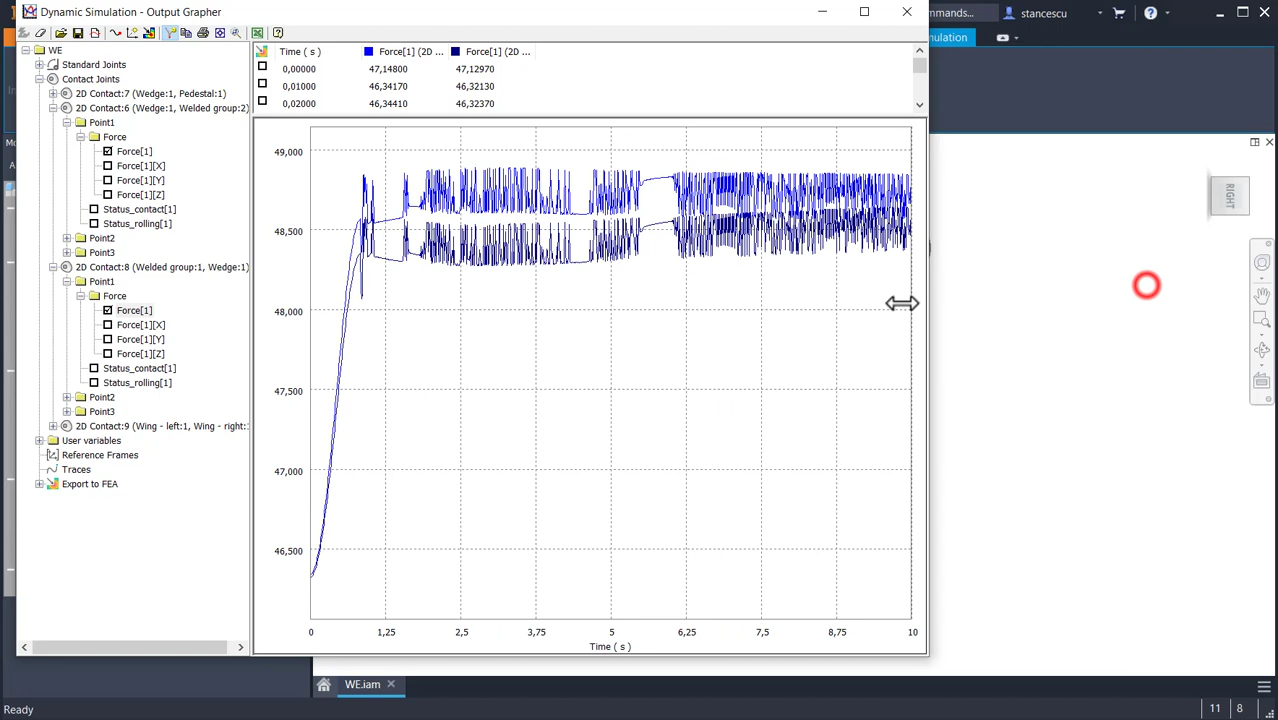 Dynamic Simulation - Output Grapher
mmands...
stancescu
mulation
WE
Standard Joints
Contact Joints
2D Contact:7 (Wedge:1, Pedestal:1)
2D Contact:6 (Wedge:1, Welded group:2)
Point1
Force
Force[1]
Force[1][X]
Force[1][Y]
Force[1][Z]
Status_contact[1]
Status_rolling[1]
Point2
Point3
2D Contact:8 (Welded group:1, Wedge:1)
Point1
Force
Force[1]
Force[1][X]
Force[1][Y]
Force[1][Z]
Status_contact[1]
Status_rolling[1]
Point2
Point3
2D Contact:9 (Wing - left:1, Wing - right:
User variables
Reference Frames
Traces
Export to FEA
Time ( s ) Force[1] (2D ... Force[1] (2D ...
0,00000 47,14800 47,12970
0,01000 46,34170 46,32130
0,02000 46,34410 46,32370
49,000
48,500
48,000
47,500
47,000
46,500
0 1,25 2,5 3,75 5 6,25 7,5 8,75 10
Time ( s )
RIGHT
WE.iam
Ready
11 8